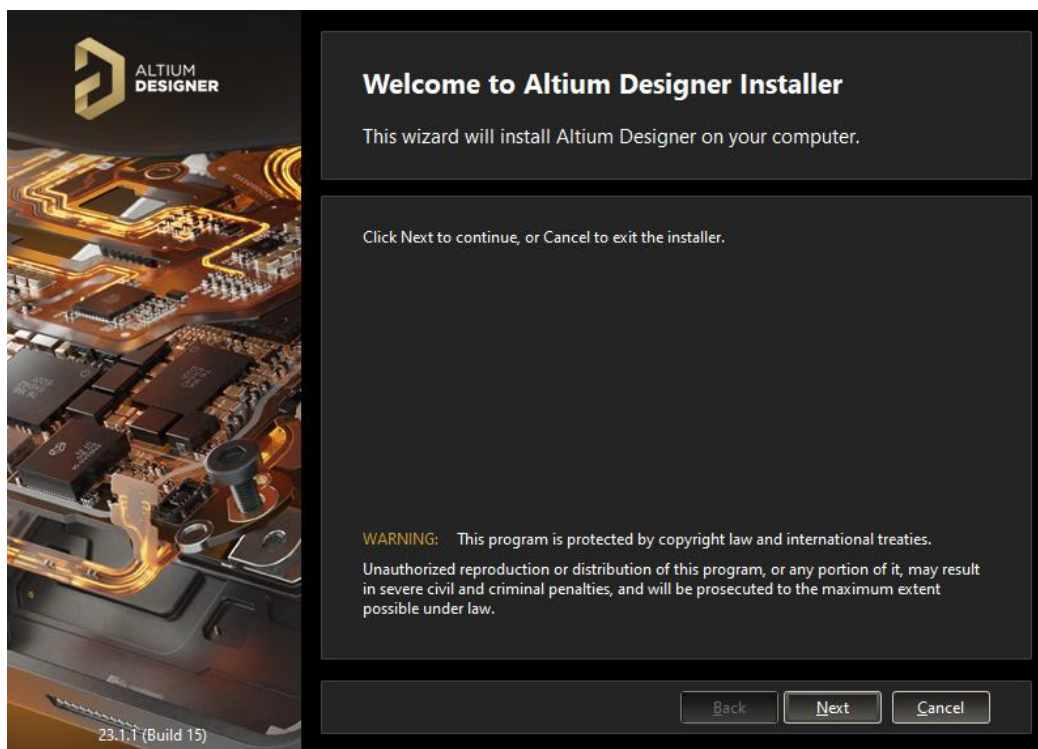 ALTIUM
DESIGNER
Welcome to Altium Designer Installer
This wizard will install Altium Designer on your computer.
Click Next to continue, or Cancel to exit the installer.
WARNING: This program is protected by copyright law and international treaties.
Unauthorized reproduction or distribution of this program, or any portion of it, may result
in severe civil and criminal penalties, and will be prosecuted to the maximum extent
possible under law.
Back Next Cancel
23.1.1 (Build 15)